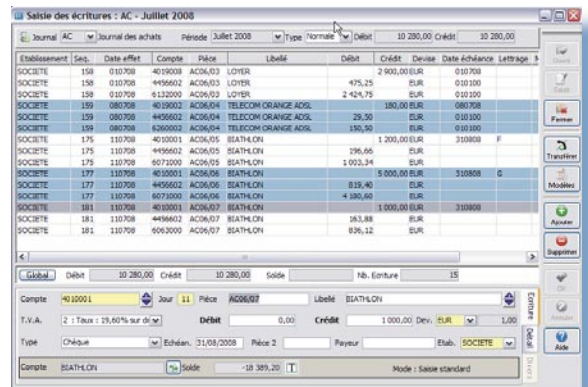 Saisie des écritures : AC - Juillet 2008
Journal AC Journal des achats Période Juillet 2008 Type Normale Débit 10 280,00 Crédit 10 280,00
Etablissement Seq. Date effet Compte Pièce Libellé Débit Crédit Devise Date échéance Lettrage
SOCIETE 158 010708 4019008 AC06/03 LOYER 2 900,00 EUR 010708
SOCIETE 158 010708 4456602 AC06/03 LOYER 475,25 EUR 010100
SOCIETE 158 010708 6132000 AC06/03 LOYER 2 424,75 EUR 010100
SOCIETE 159 080708 4019002 AC06/04 TELECOM ORANGE ADSL 180,00 EUR 080708
SOCIETE 159 080708 4456602 AC06/04 TELECOM ORANGE ADSL 29,50 EUR 010100
SOCIETE 159 080708 6260002 AC06/04 TELECOM ORANGE ADSL 150,50 EUR 010100
SOCIETE 175 110708 4010001 AC06/05 BIATHLON 1 200,00 EUR 310808 F
SOCIETE 175 110708 4456602 AC06/05 BIATHLON 196,66 EUR
SOCIETE 175 110708 6071000 AC06/05 BIATHLON 1 003,34 EUR
SOCIETE 177 110708 4010001 AC06/06 BIATHLON 5 000,00 EUR 310808 G
SOCIETE 177 110708 4456602 AC06/06 BIATHLON 819,40 EUR
SOCIETE 177 110708 6071000 AC06/06 BIATHLON 4 180,60 EUR
SOCIETE 181 110708 4010001 AC06/07 BIATHLON 1 000,00 EUR 310808
SOCIETE 181 110708 4456602 AC06/07 BIATHLON 163,88 EUR
SOCIETE 181 110708 6063000 AC06/07 BIATHLON 836,12 EUR
Global Débit 10 280,00 Crédit 10 280,00 Solde Nb. Ecriture 15
Compte 4010001 Jour 11 Pièce AC06/07 Libellé BIATHLON
T.V.A. 2 : Taux : 19,60% sur Débit 0,00 Crédit 1 000,00 Dev. EUR 1,00
Type Chèque Echéan. 31/08/2008 Pièce 2 Payeur Etab. SOCIETE
Compte BIATHLON % Solde -18 389,20 T Mode : Saisie standard
Ecriture
Détail
Divers
Ouvrir
Saisir
Fermer
Transférer
Modèles
Ajouter
Supprimer
OK
Annuler
Aide